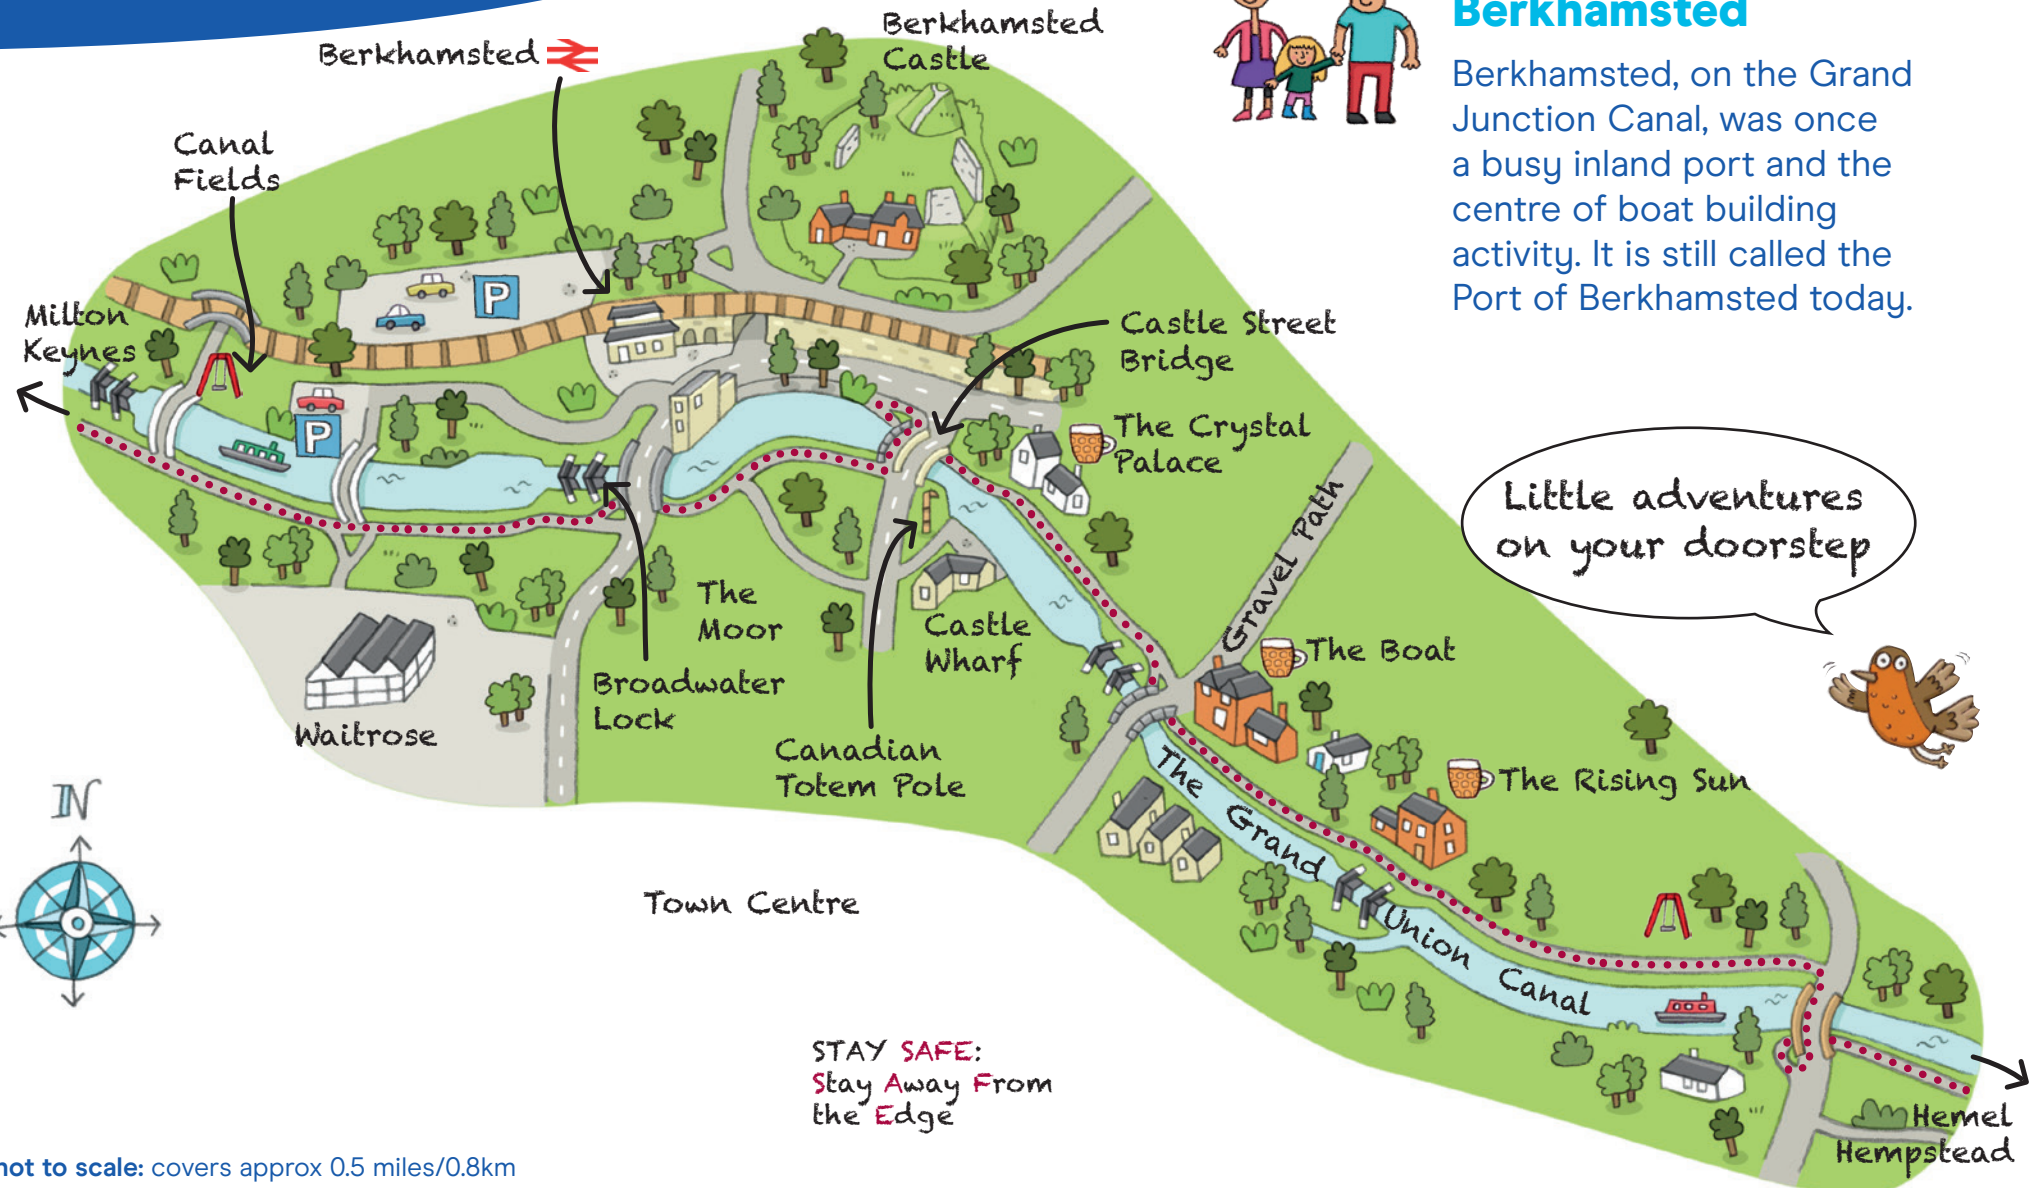 Berkhamsted
Berkhamsted, on the Grand
Junction Canal, was once
a busy inland port and the
centre of boat building
activity. It is still called the
Port of Berkhamsted today.
Berkhamsted
Berkhamsted
Castle
Canal
Fields
P
Milton
Keynes
P
Castle Street
Bridge
The Crystal
Palace
Little adventures
on your doorstep
Gravel Path
The
Moor
Castle
Wharf
The Boat
Broadwater
Lock
Waitrose
Canadian
Totem Pole
The Rising Sun
N
The Grand Union Canal
Town Centre
STAY SAFE:
Stay Away From
the Edge
Hemel
Hempstead
not to scale: covers approx 0.5 miles/0.8km